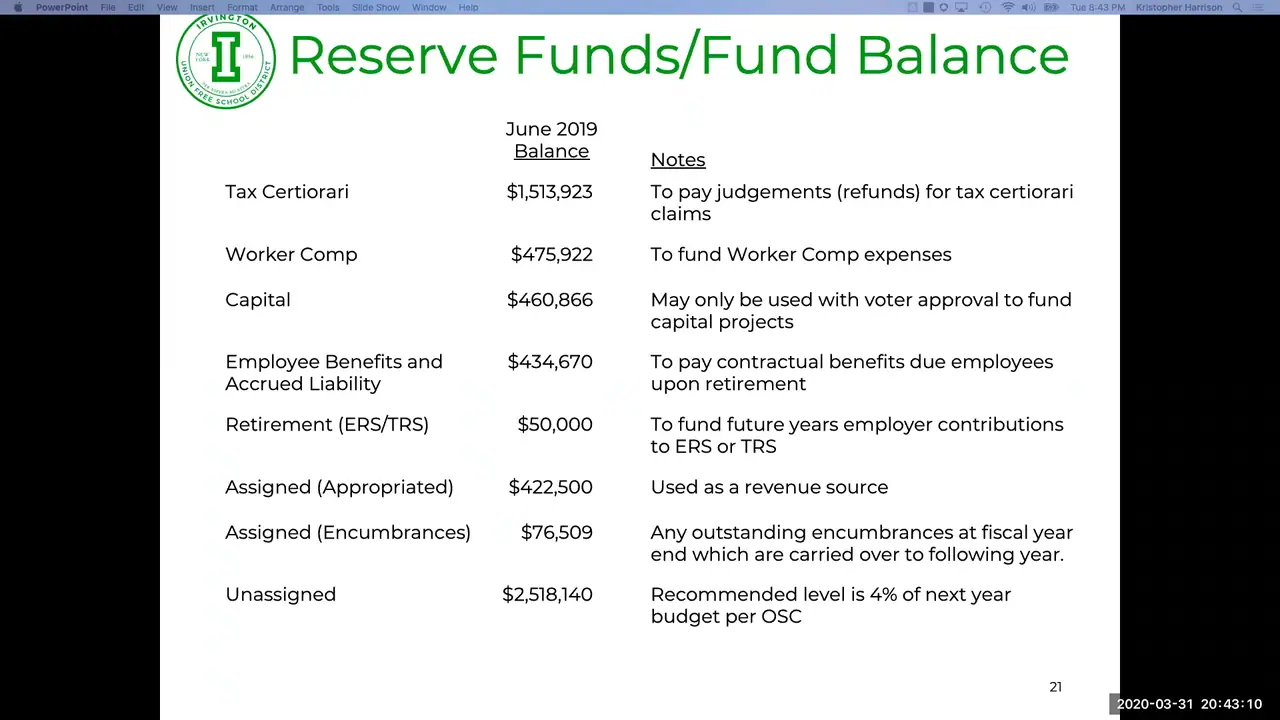 PowerPoint File Edit View Insert Format Arrange Tools Slide Show Window Help Tue 8:43 PM Kristopher Harrison
IRVINGTON
NEW YORK 1956
UNION FREE SCHOOL DISTRICT
Reserve Funds/Fund Balance
June 2019
Balance
Notes
Tax Certiorari $1,513,923 To pay judgements (refunds) for tax certiorari
claims
Worker Comp $475,922 To fund Worker Comp expenses
Capital $460,866 May only be used with voter approval to fund
capital projects
Employee Benefits and $434,670 To pay contractual benefits due employees
Accrued Liability upon retirement
Retirement (ERS/TRS) $50,000 To fund future years employer contributions
to ERS or TRS
Assigned (Appropriated) $422,500 Used as a revenue source
Assigned (Encumbrances) $76,509 Any outstanding encumbrances at fiscal year
end which are carried over to following year.
Unassigned $2,518,140 Recommended level is 4% of next year
budget per OSC
21
2020-03-31 20:43:10